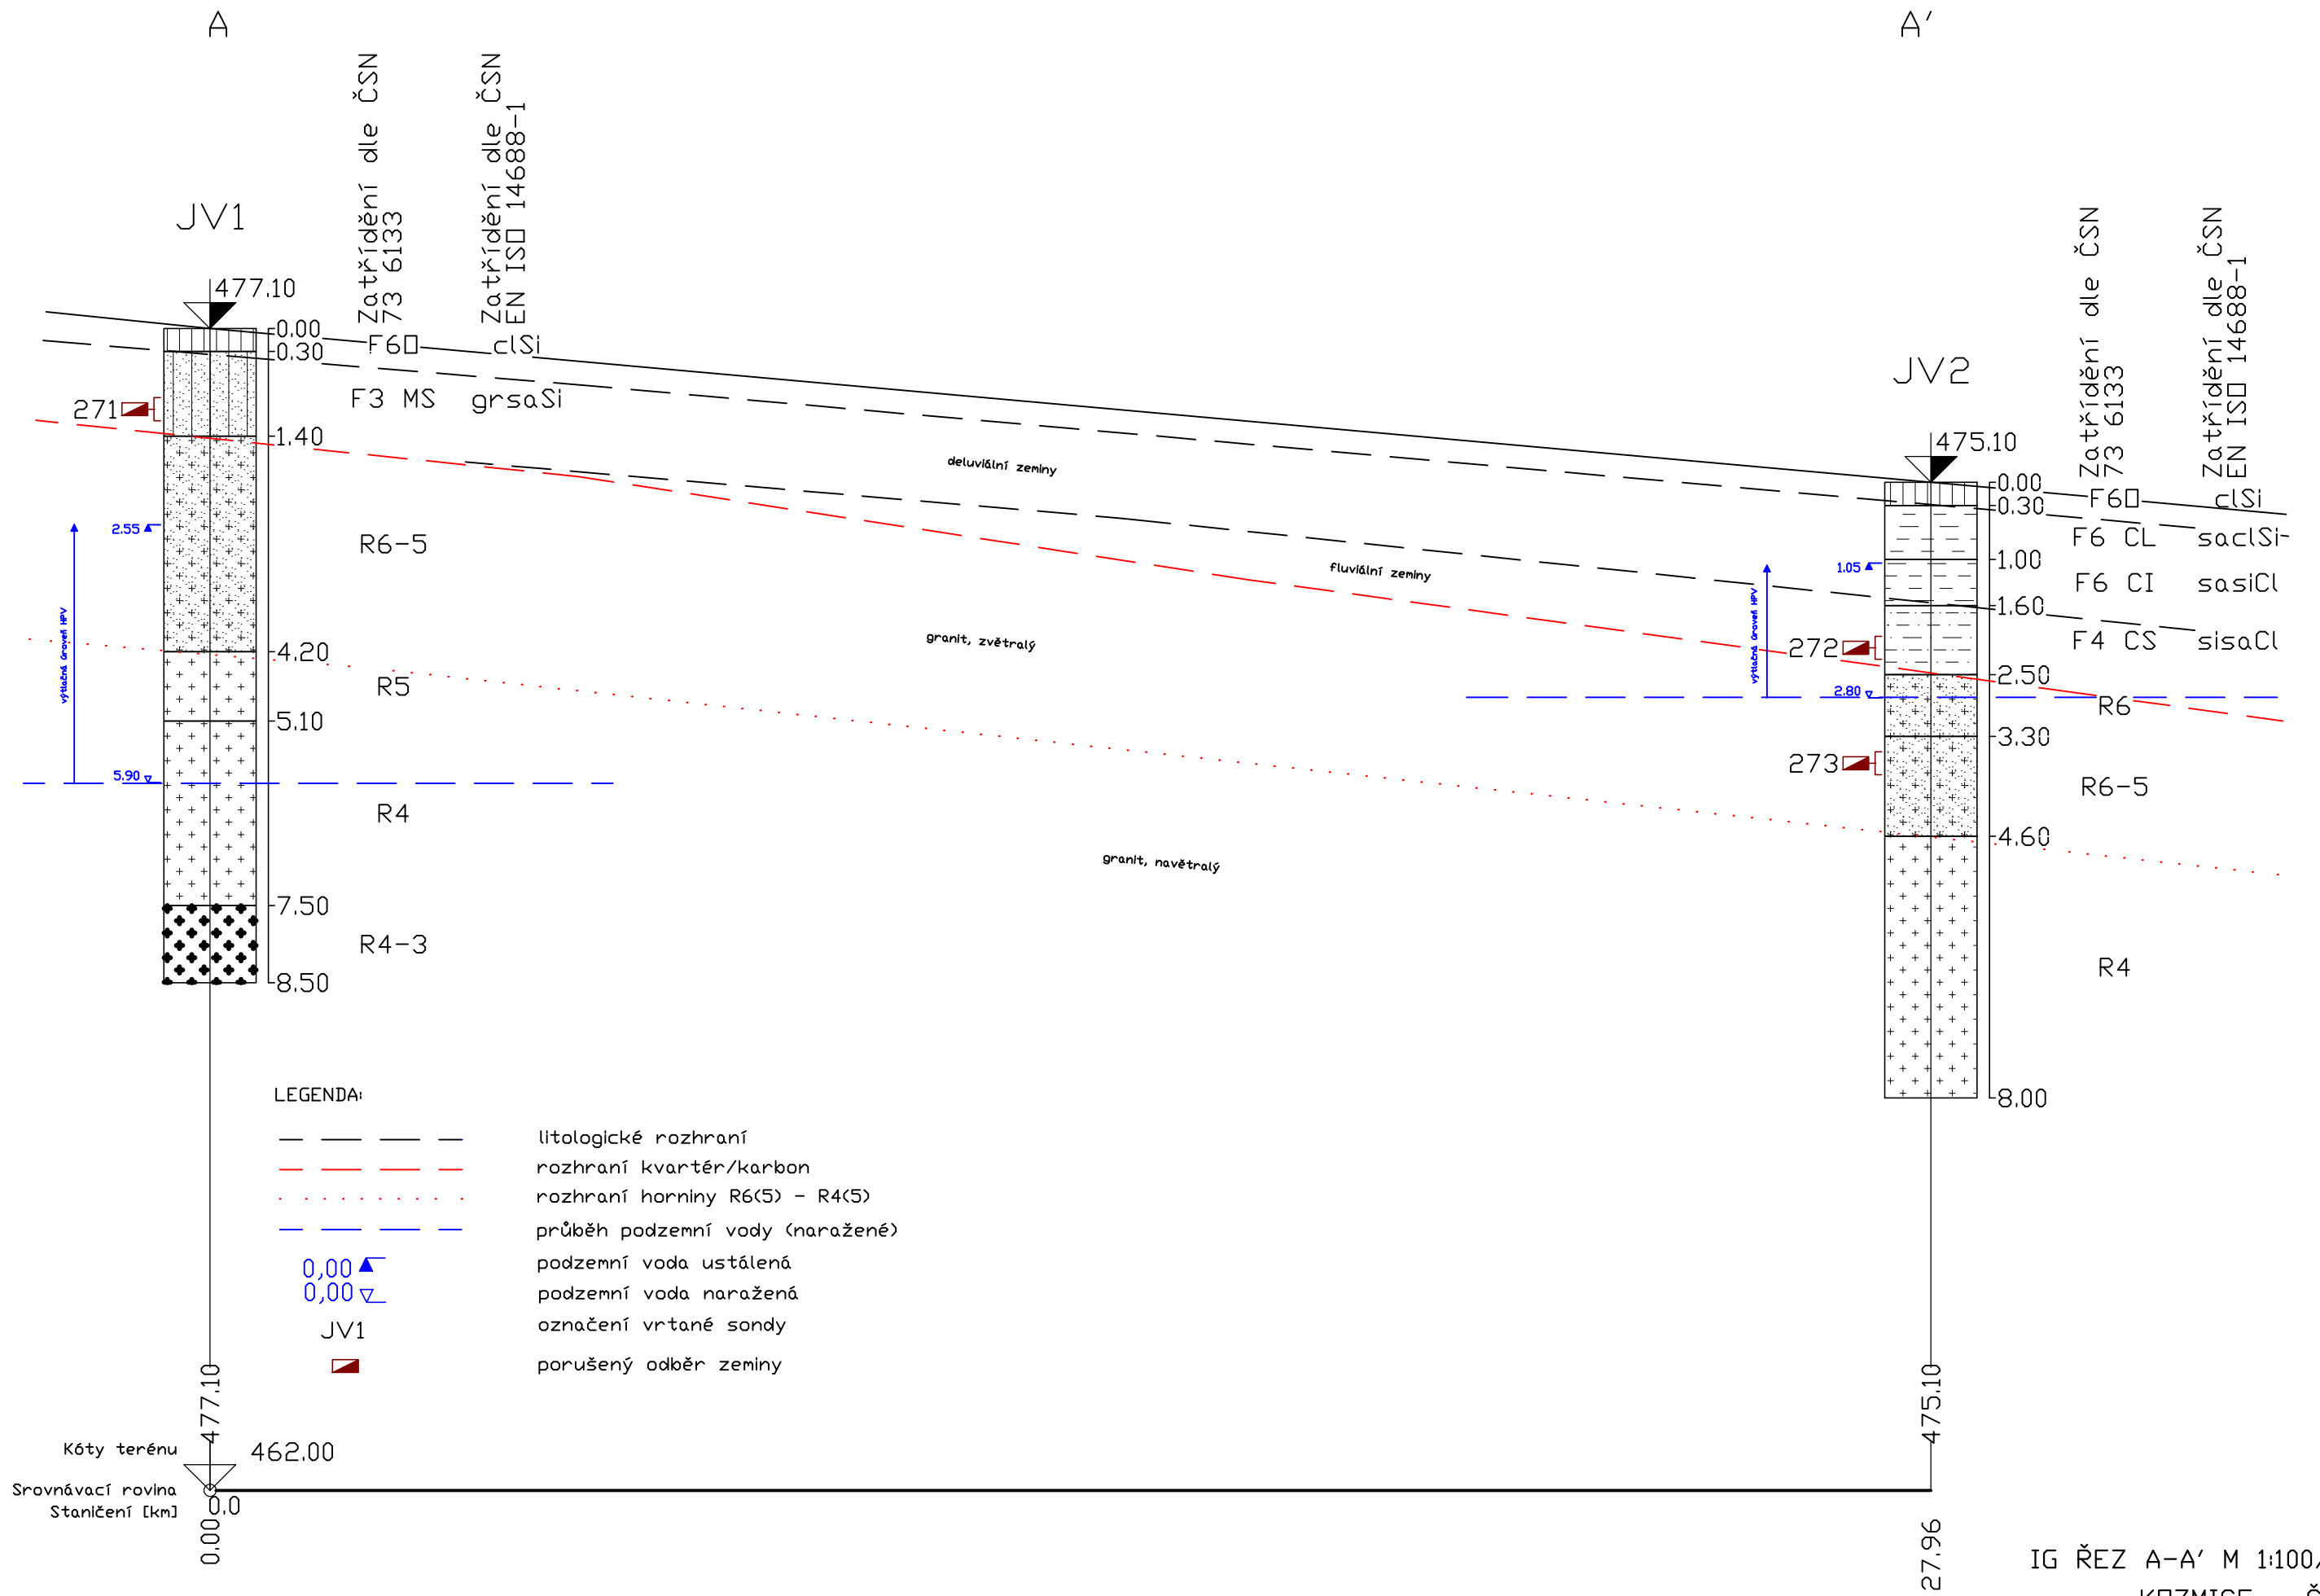 A
A'
Zatřídění dle ČSN
73 6133
Zatřídění dle ČSN
EN ISO 14688-1
JV1
477.10
0.00
F6O
clSi
0.30
F3 MS
grsaSi
271
1.40
2.55
R6-5
výtlačná úroveň HPV
4.20
R5
5.10
5.90
R4
7.50
R4-3
8.50
deluviální zeminy
fluviální zeminy
granit, zvětralý
granit, navětralý
Zatřídění dle ČSN
73 6133
Zatřídění dle ČSN
EN ISO 14688-1
JV2
475.10
0.00
F6O
clSi
0.30
F6 CL
saclSi
1.00
1.05
F6 CI
sasiCl
výtlačná úroveň HPV
1.60
F4 CS
sisaCl
272
2.50
2.80
R6
3.30
273
R6-5
4.60
R4
8.00
LEGENDA:
litologické rozhraní
rozhraní kvartér/karbon
rozhraní horniny R6(5) - R4(5)
průběh podzemní vody (naražené)
0,00
podzemní voda ustálená
0,00
podzemní voda naražená
JV1
označení vrtané sondy
porušený odběr zeminy
477.10
475.10
Kóty terénu
462.00
Srovnávací rovina
Staničení [km]
0.0
0.00
27.96
IG ŘEZ A-A' M 1:100/